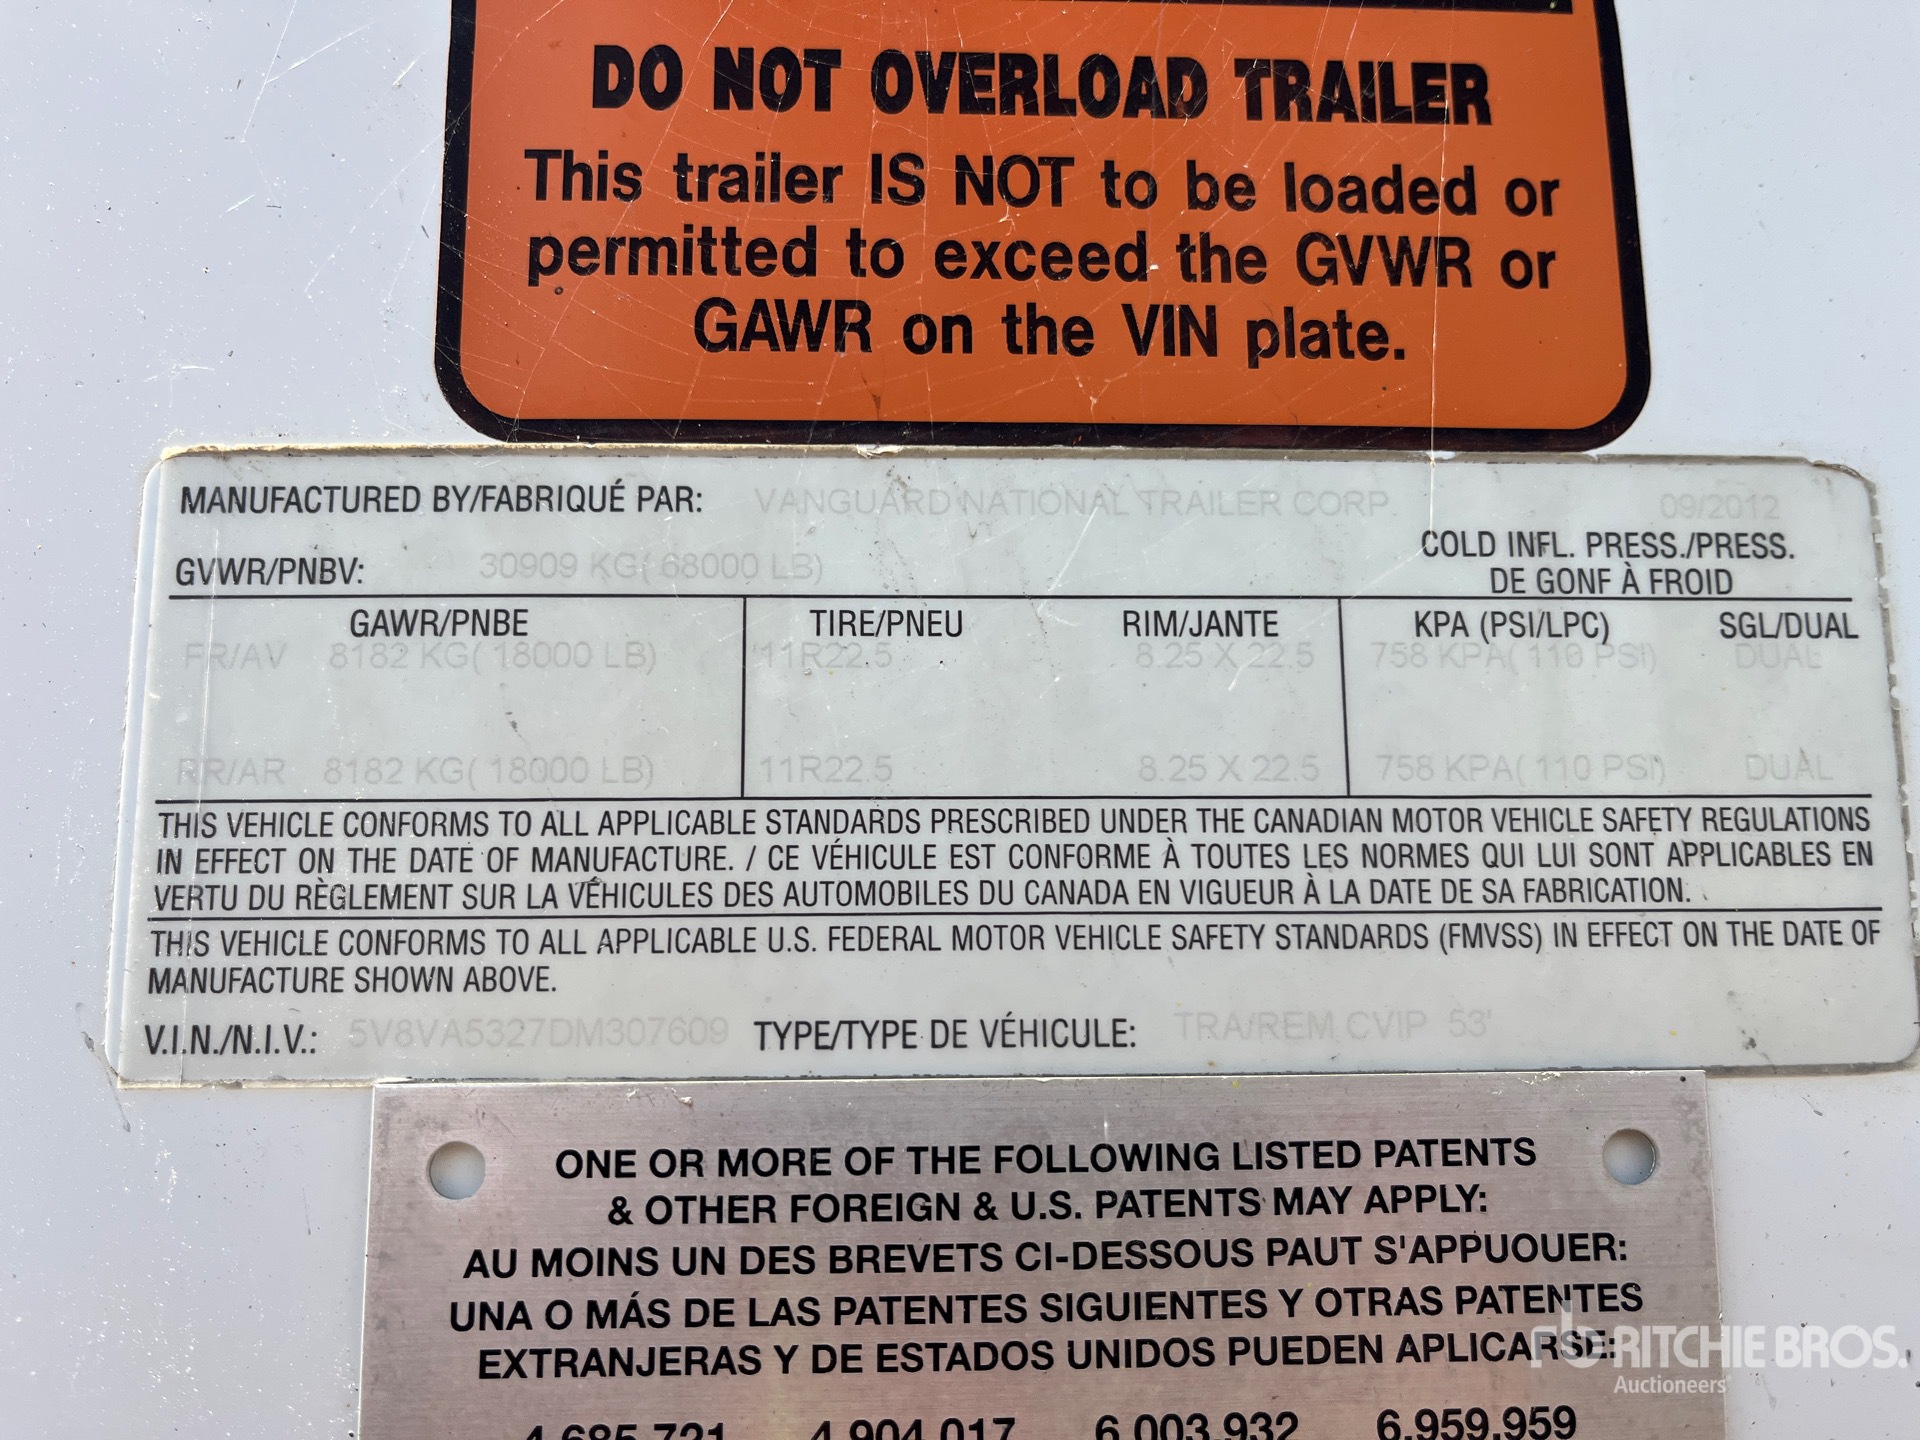 DO NOT OVERLOAD TRAILER
This trailer IS NOT to be loaded or
permitted to exceed the GVWR or
GAWR on the VIN plate.
MANUFACTURED BY/FABRIQUÉ PAR: VANGUARD NATIONAL TRAILER CORP. 09/2012
GVWR/PNBV: 30909 KG( 68000 LB) COLD INFL. PRESS./PRESS.
DE GONF À FROID
GAWR/PNBE TIRE/PNEU RIM/JANTE KPA (PSI/LPC) SGL/DUAL
FR/AV 8182 KG( 18000 LB) 11R22.5 8.25 X 22.5 758 KPA( 110 PSI) DUAL
RR/AR 8182 KG( 18000 LB) 11R22.5 8.25 X 22.5 758 KPA( 110 PSI) DUAL
THIS VEHICLE CONFORMS TO ALL APPLICABLE STANDARDS PRESCRIBED UNDER THE CANADIAN MOTOR VEHICLE SAFETY REGULATIONS
IN EFFECT ON THE DATE OF MANUFACTURE. / CE VÉHICULE EST CONFORME À TOUTES LES NORMES QUI LUI SONT APPLICABLES EN
VERTU DU RÈGLEMENT SUR LA VÉHICULES DES AUTOMOBILES DU CANADA EN VIGUEUR À LA DATE DE SA FABRICATION.
THIS VEHICLE CONFORMS TO ALL APPLICABLE U.S. FEDERAL MOTOR VEHICLE SAFETY STANDARDS (FMVSS) IN EFFECT ON THE DATE OF
MANUFACTURE SHOWN ABOVE.
V.I.N./N.I.V.: 5V8VA5327DM307609 TYPE/TYPE DE VÉHICULE: TRA/REM CVIP 53'
ONE OR MORE OF THE FOLLOWING LISTED PATENTS
& OTHER FOREIGN & U.S. PATENTS MAY APPLY:
AU MOINS UN DES BREVETS CI-DESSOUS PAUT S'APPUOUER:
UNA O MÁS DE LAS PATENTES SIGUIENTES Y OTRAS PATENTES
EXTRANJERAS Y DE ESTADOS UNIDOS PUEDEN APLICARSE:
4,685,721 4,904,017 6,003,932 6,959,959
rb RITCHIE BROS.
Auctioneers